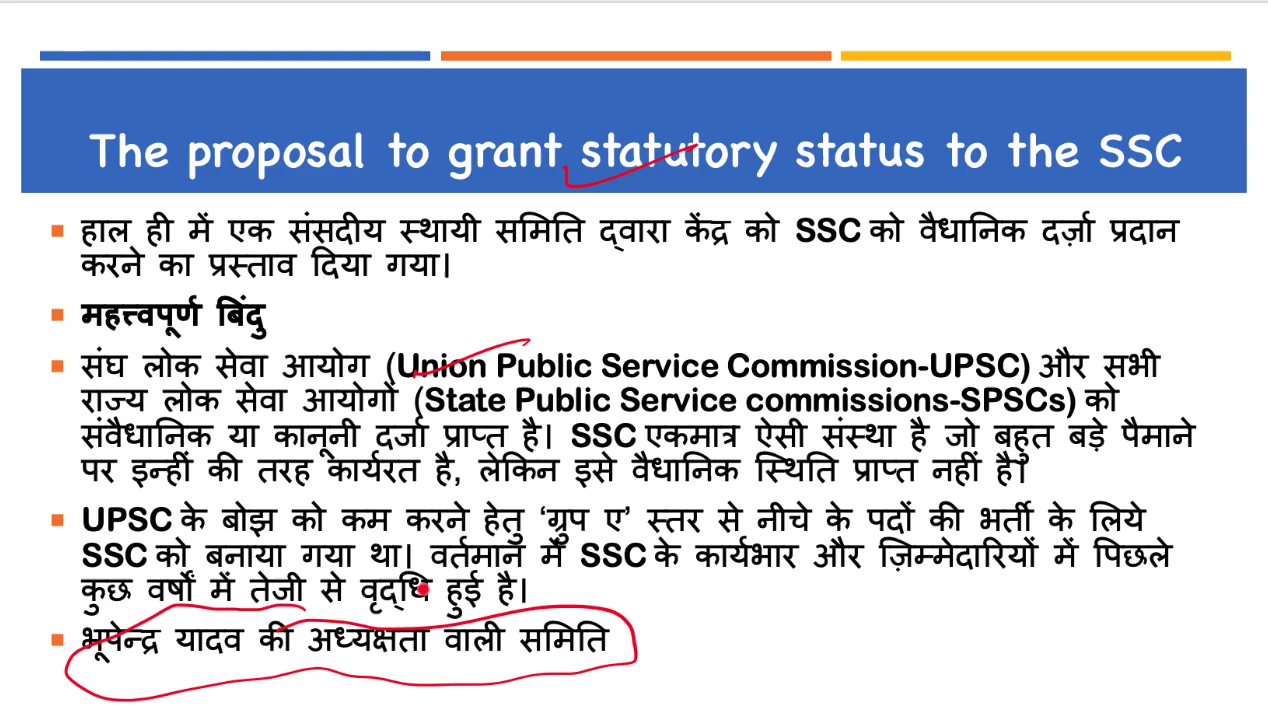 The proposal to grant statutory status to the SSC
▪ हाल ही में एक संसदीय स्थायी समिति द्वारा केंद्र को SSC को वैधानिक दर्ज़ा प्रदान
करने का प्रस्ताव दिया गया।
▪ महत्त्वपूर्ण बिंदु
▪ संघ लोक सेवा आयोग (Union Public Service Commission-UPSC) और सभी
राज्य लोक सेवा आयोगों (State Public Service commissions-SPSCs) को
संवैधानिक या कानूनी दर्जा प्राप्त है। SSC एकमात्र ऐसी संस्था है जो बहुत बड़े पैमाने
पर इन्हीं की तरह कार्यरत है, लेकिन इसे वैधानिक स्थिति प्राप्त नहीं है।
▪ UPSC के बोझ को कम करने हेतु ‘ग्रुप ए’ स्तर से नीचे के पदों की भर्ती के लिये
SSC को बनाया गया था। वर्तमान में SSC के कार्यभार और ज़िम्मेदारियों में पिछले
कुछ वर्षों में तेजी से वृद्धि हुई है।
▪ भूपेन्द्र यादव की अध्यक्षता वाली समिति